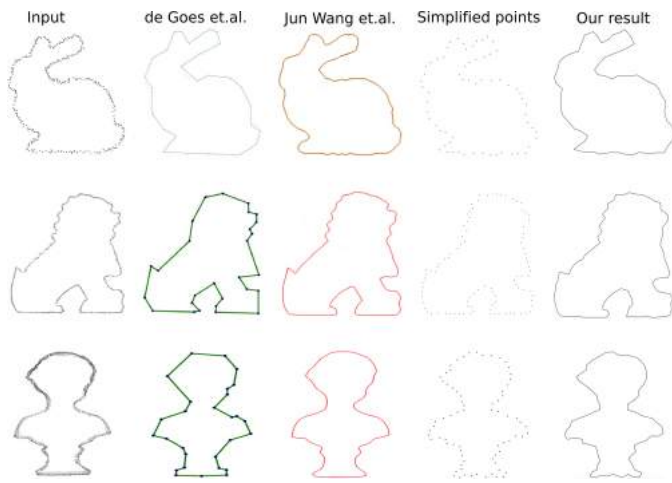 Input de Goes et.al. Jun Wang et.al. Simplified points Our result